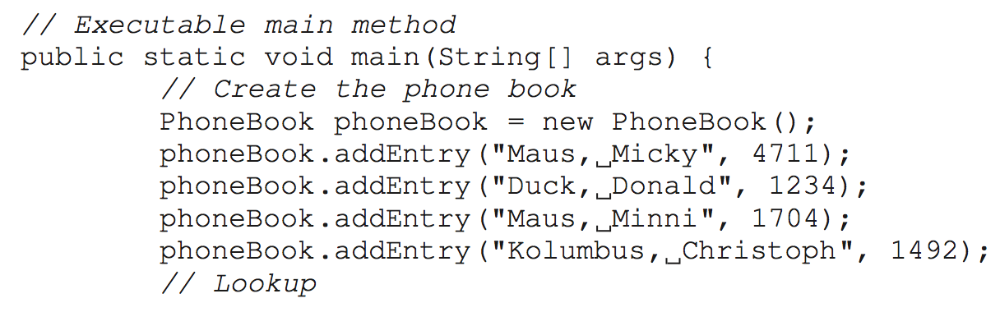 // Executable main method
public static void main(String[] args) {
// Create the phone book
PhoneBook phoneBook = new PhoneBook();
phoneBook.addEntry("Maus,␣Micky", 4711);
phoneBook.addEntry("Duck,␣Donald", 1234);
phoneBook.addEntry("Maus,␣Minni", 1704);
phoneBook.addEntry("Kolumbus,␣Christoph", 1492);
// Lookup